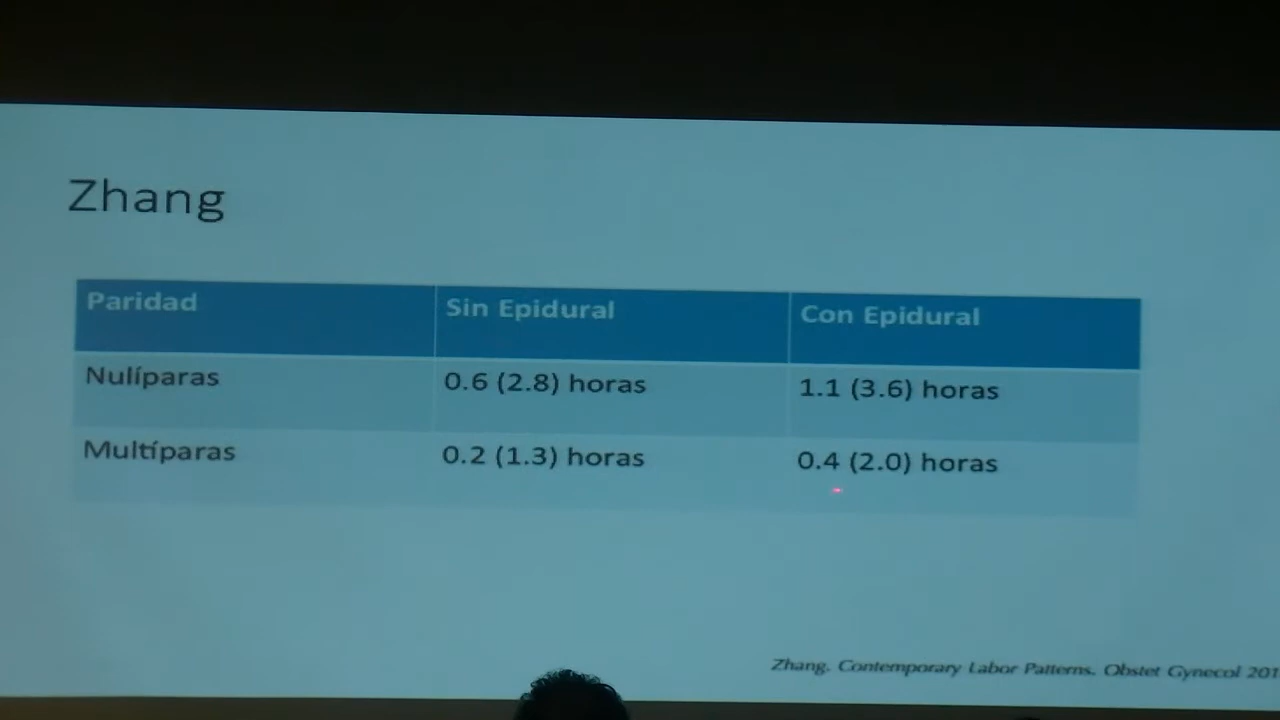 Zhang
Paridad Sin Epidural Con Epidural
Nulíparas 0.6 (2.8) horas 1.1 (3.6) horas
Multíparas 0.2 (1.3) horas 0.4 (2.0) horas
Zhang. Contemporary Labor Patterns. Obstet Gynecol